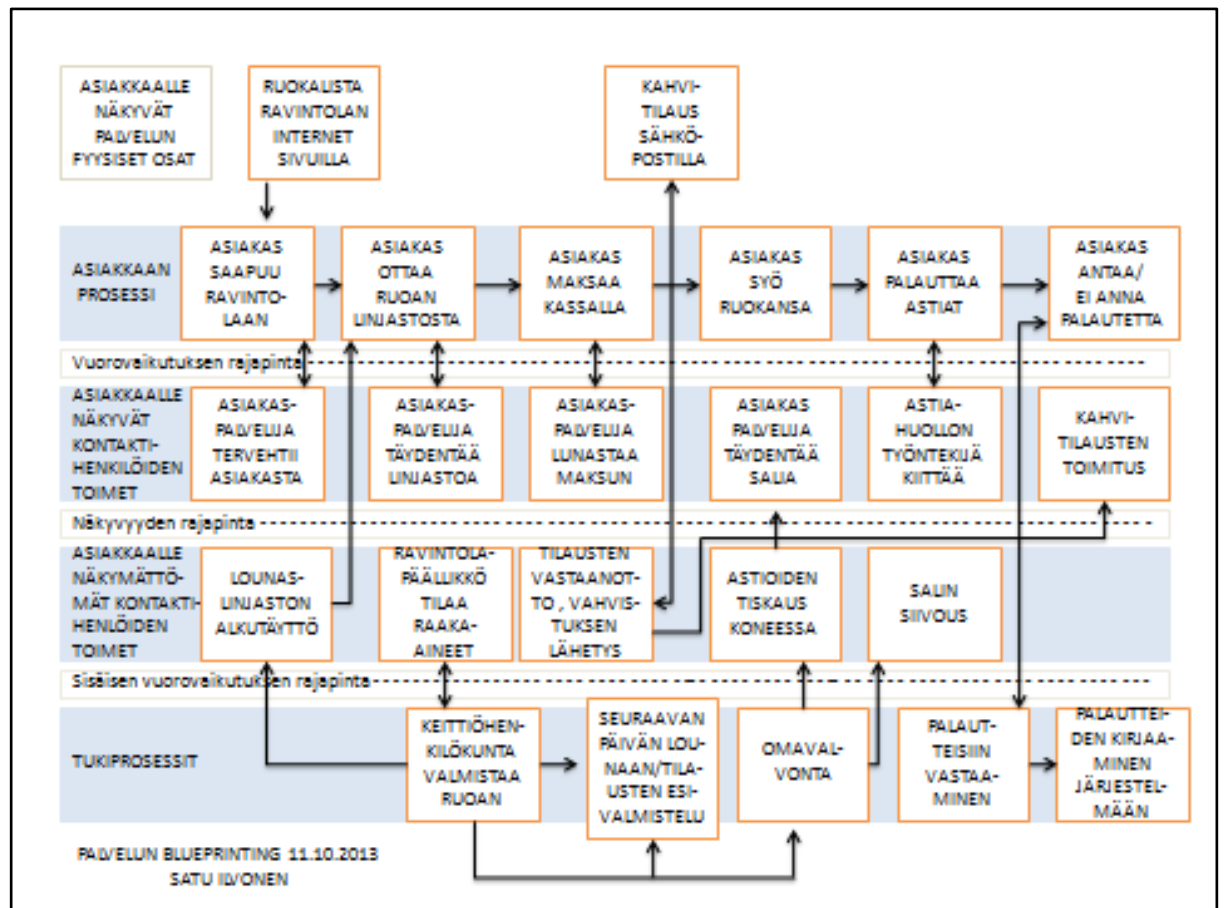 ASIAKKAALLE
NÄKYVÄT
PALVELUN
FYYSISET OSAT
RUOKALISTA
RAVINTOLAN
INTERNET
SIVUILLA
KAHVI-
TILAUS
SÄHKÖ-
POSTILLA
ASIAKKAAN
PROSESSI
ASIAKAS
SAAPUU
RAVINTO-
LAAN
ASIAKAS
OTTAA
RUOAN
LINJASTOSTA
ASIAKAS
MAKSAA
KASSALLA
ASIAKAS
SYÖ
RUOKANSA
ASIAKAS
PALAUTTAA
ASTIAT
ASIAKAS
ANTAA/
EI ANNA
PALAUTETTA
Vuorovaikutuksen rajapinta
ASIAKKAALLE
NÄKYVÄT
KONTAKTI-
HENKILÖIDEN
TOIMET
ASIAKAS-
PALVELIJA
TERVEHTII
ASIAKASTA
ASIAKAS-
PALVELIJA
TÄYDENTÄÄ
LINJASTOA
ASIAKAS-
PALVELIJA
LUNASTAA
MAKSUN
ASIAKAS
PALVELIJA
TÄYDENTÄÄ
SALIA
ASTIA-
HUOLLON
TYÖNTEKIJÄ
KIITTÄÄ
KAHVI-
TILAUSTEN
TOIMITUS
Näkyvyyden rajapinta
ASIAKKAALLE
NÄKYMÄTTÖ-
MÄT KONTAKTI-
HENLÖIDEN
TOIMET
LOUNAS-
LINJASTON
ALKUTÄYTTÖ
RAVINTOLA-
PÄÄLLIKKÖ
TILAA
RAAKA-
AINEET
TILAUSTEN
VASTAANOT-
TO , VAHVIS-
TUKSEN
LÄHETYS
ASTIOIDEN
TISKAUS
KONEESSA
SALIN
SIIVOUS
Sisäisen vuorovaikutuksen rajapinta
TUKIPROSESSIT
KEITTIÖHEN-
KILÖKUNTA
VALMISTAA
RUOAN
SEURAAVAN
PÄIVÄN LOU-
NAAN/TILA-
USTEN ESI-
VALMISTELU
OMAVAL-
VONTA
PALAUT-
TEISIIN
VASTAA-
MINEN
PALAUTTEI-
DEN KIRJAA-
MINEN
JÄRJESTEL-
MÄÄN
PALVELUN BLUEPRINTING 11.10.2013
SATU ILVONEN